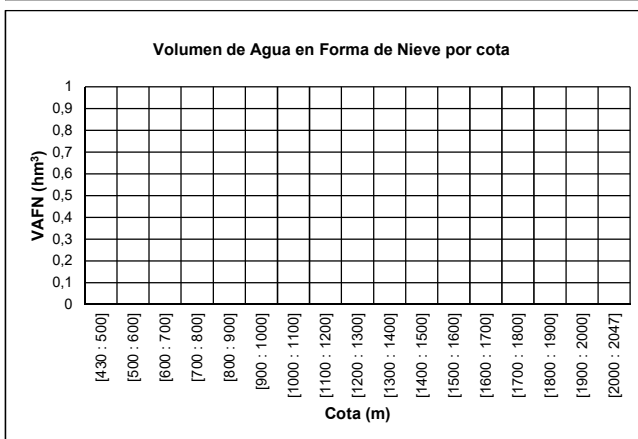 Volumen de Agua en Forma de Nieve por cota
VAFN (hm³)
1
0,9
0,8
0,7
0,6
0,5
0,4
0,3
0,2
0,1
0
[430 : 500]
[500 : 600]
[600 : 700]
[700 : 800]
[800 : 900]
[900 : 1000]
[1000 : 1100]
[1100 : 1200]
[1200 : 1300]
[1300 : 1400]
[1400 : 1500]
[1500 : 1600]
[1600 : 1700]
[1700 : 1800]
[1800 : 1900]
[1900 : 2000]
[2000 : 2047]
Cota (m)